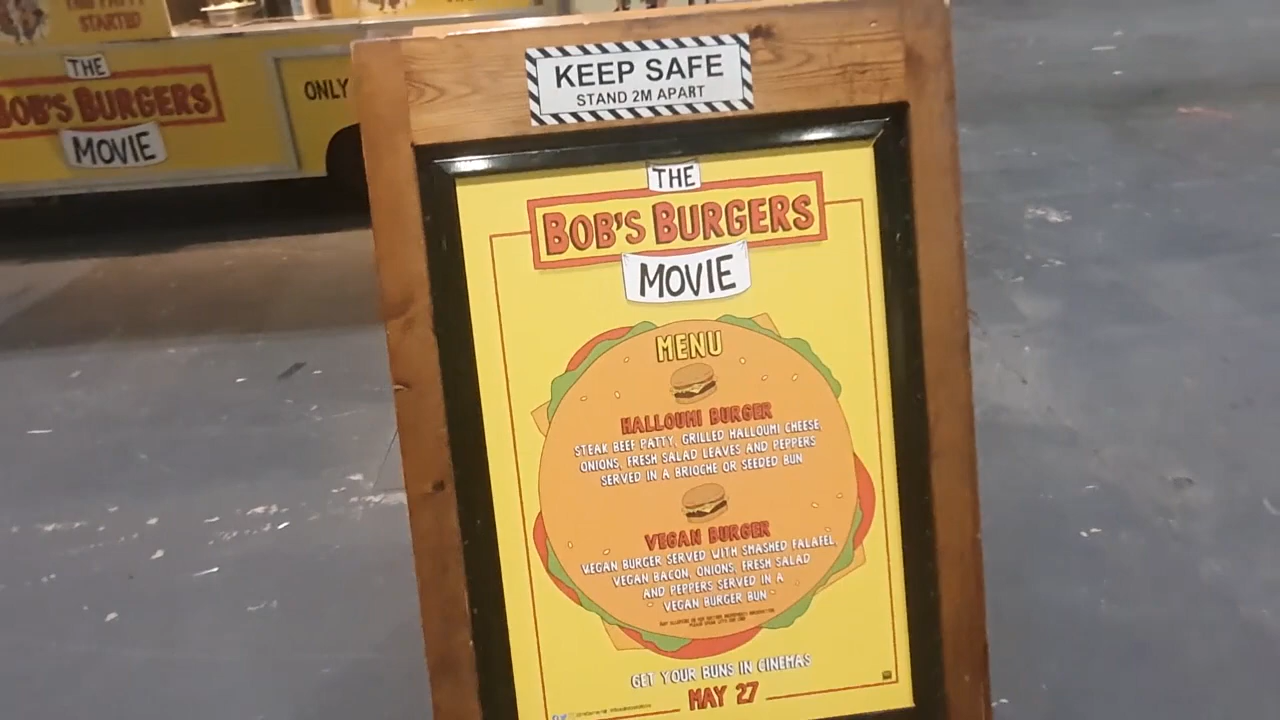 STARTED
THE
BOB'S BURGERS
MOVIE
ONLY
KEEP SAFE
STAND 2M APART
THE
BOB'S BURGERS
MOVIE
MENU
HALLOUMI BURGER
STEAK BEEF PATTY, GRILLED HALLOUMI CHEESE,
ONIONS, FRESH SALAD LEAVES AND PEPPERS
SERVED IN A BRIOCHE OR SEEDED BUN
VEGAN BURGER
VEGAN BURGER SERVED WITH SMASHED FALAFEL,
VEGAN BACON, ONIONS, FRESH SALAD
AND PEPPERS SERVED IN A
VEGAN BURGER BUN
GET YOUR BUNS IN CINEMAS
MAY 27